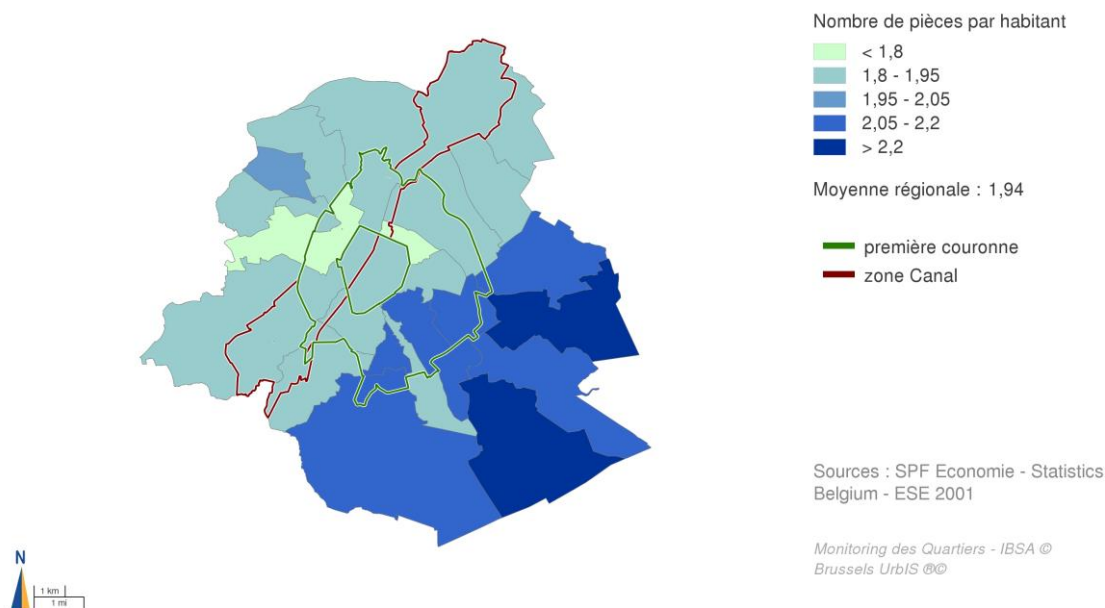 Nombre de pièces par habitant
< 1,8
1,8 - 1,95
1,95 - 2,05
2,05 - 2,2
> 2,2
Moyenne régionale : 1,94
première couronne
zone Canal
Sources : SPF Economie - Statistics
Belgium - ESE 2001
Monitoring des Quartiers - IBSA ©
Brussels UrbIS ®©
N
1 km
1 mi